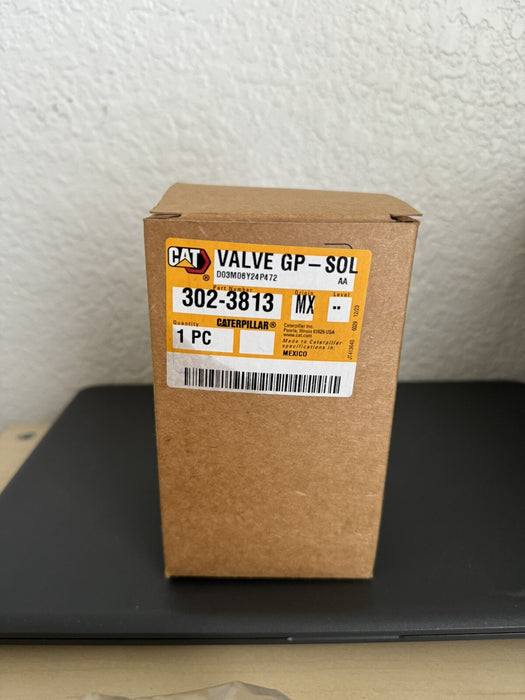 CAT
VALVE GP-SOL
D03M06Y24P472 AA
Part Number
302-3813
Origin
MX
Level
--
Quantity
1 PC
CATERPILLAR®
Caterpillar Inc.
Peoria, Illinois 61629 USA
www.cat.com
Made to Caterpillar
specifications in:
MEXICO